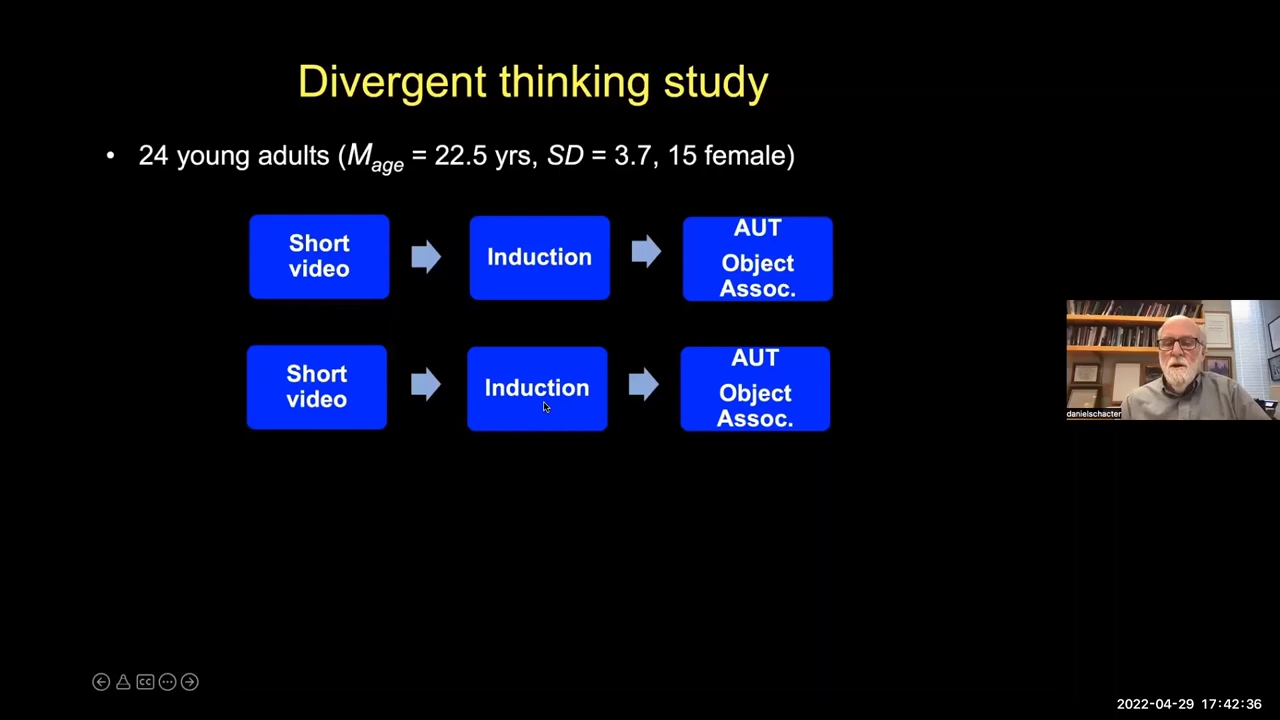 Divergent thinking study
• 24 young adults (Mage = 22.5 yrs, SD = 3.7, 15 female)
Short
video
Induction
AUT
Object
Assoc.
Short
video
Induction
AUT
Object
Assoc.
danielschacter
CC
2022-04-29 17:42:36